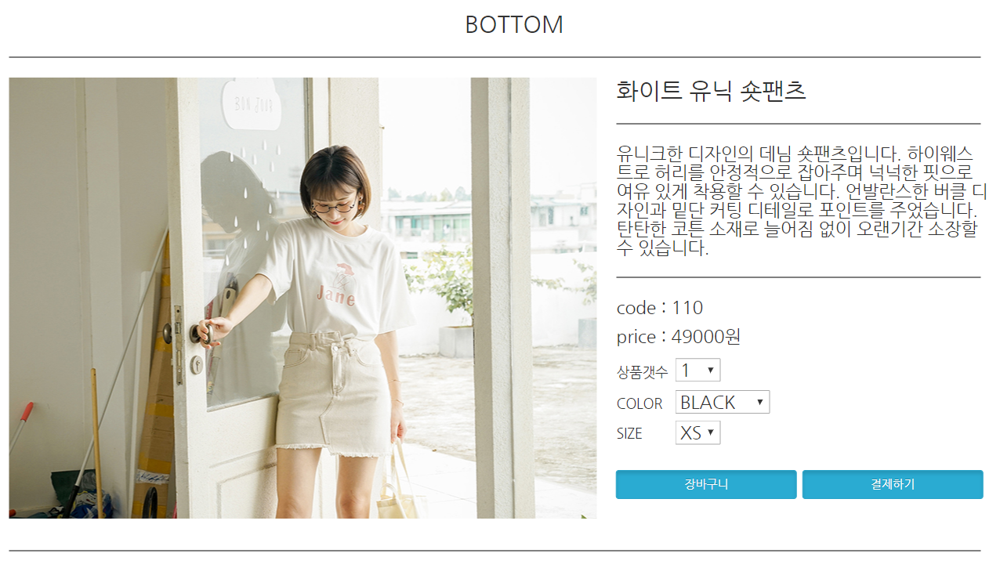 BOTTOM
BON JOUR
Jane
화이트 유닉 숏팬츠
유니크한 디자인의 데님 숏팬츠입니다. 하이웨스
트로 허리를 안정적으로 잡아주며 넉넉한 핏으로
여유 있게 착용할 수 있습니다. 언발란스한 버클 디
자인과 밑단 커팅 디테일로 포인트를 주었습니다.
탄탄한 코튼 소재로 늘어짐 없이 오랜기간 소장할
수 있습니다.
code : 110
price : 49000원
상품갯수 1
COLOR BLACK
SIZE XS
장바구니 결제하기